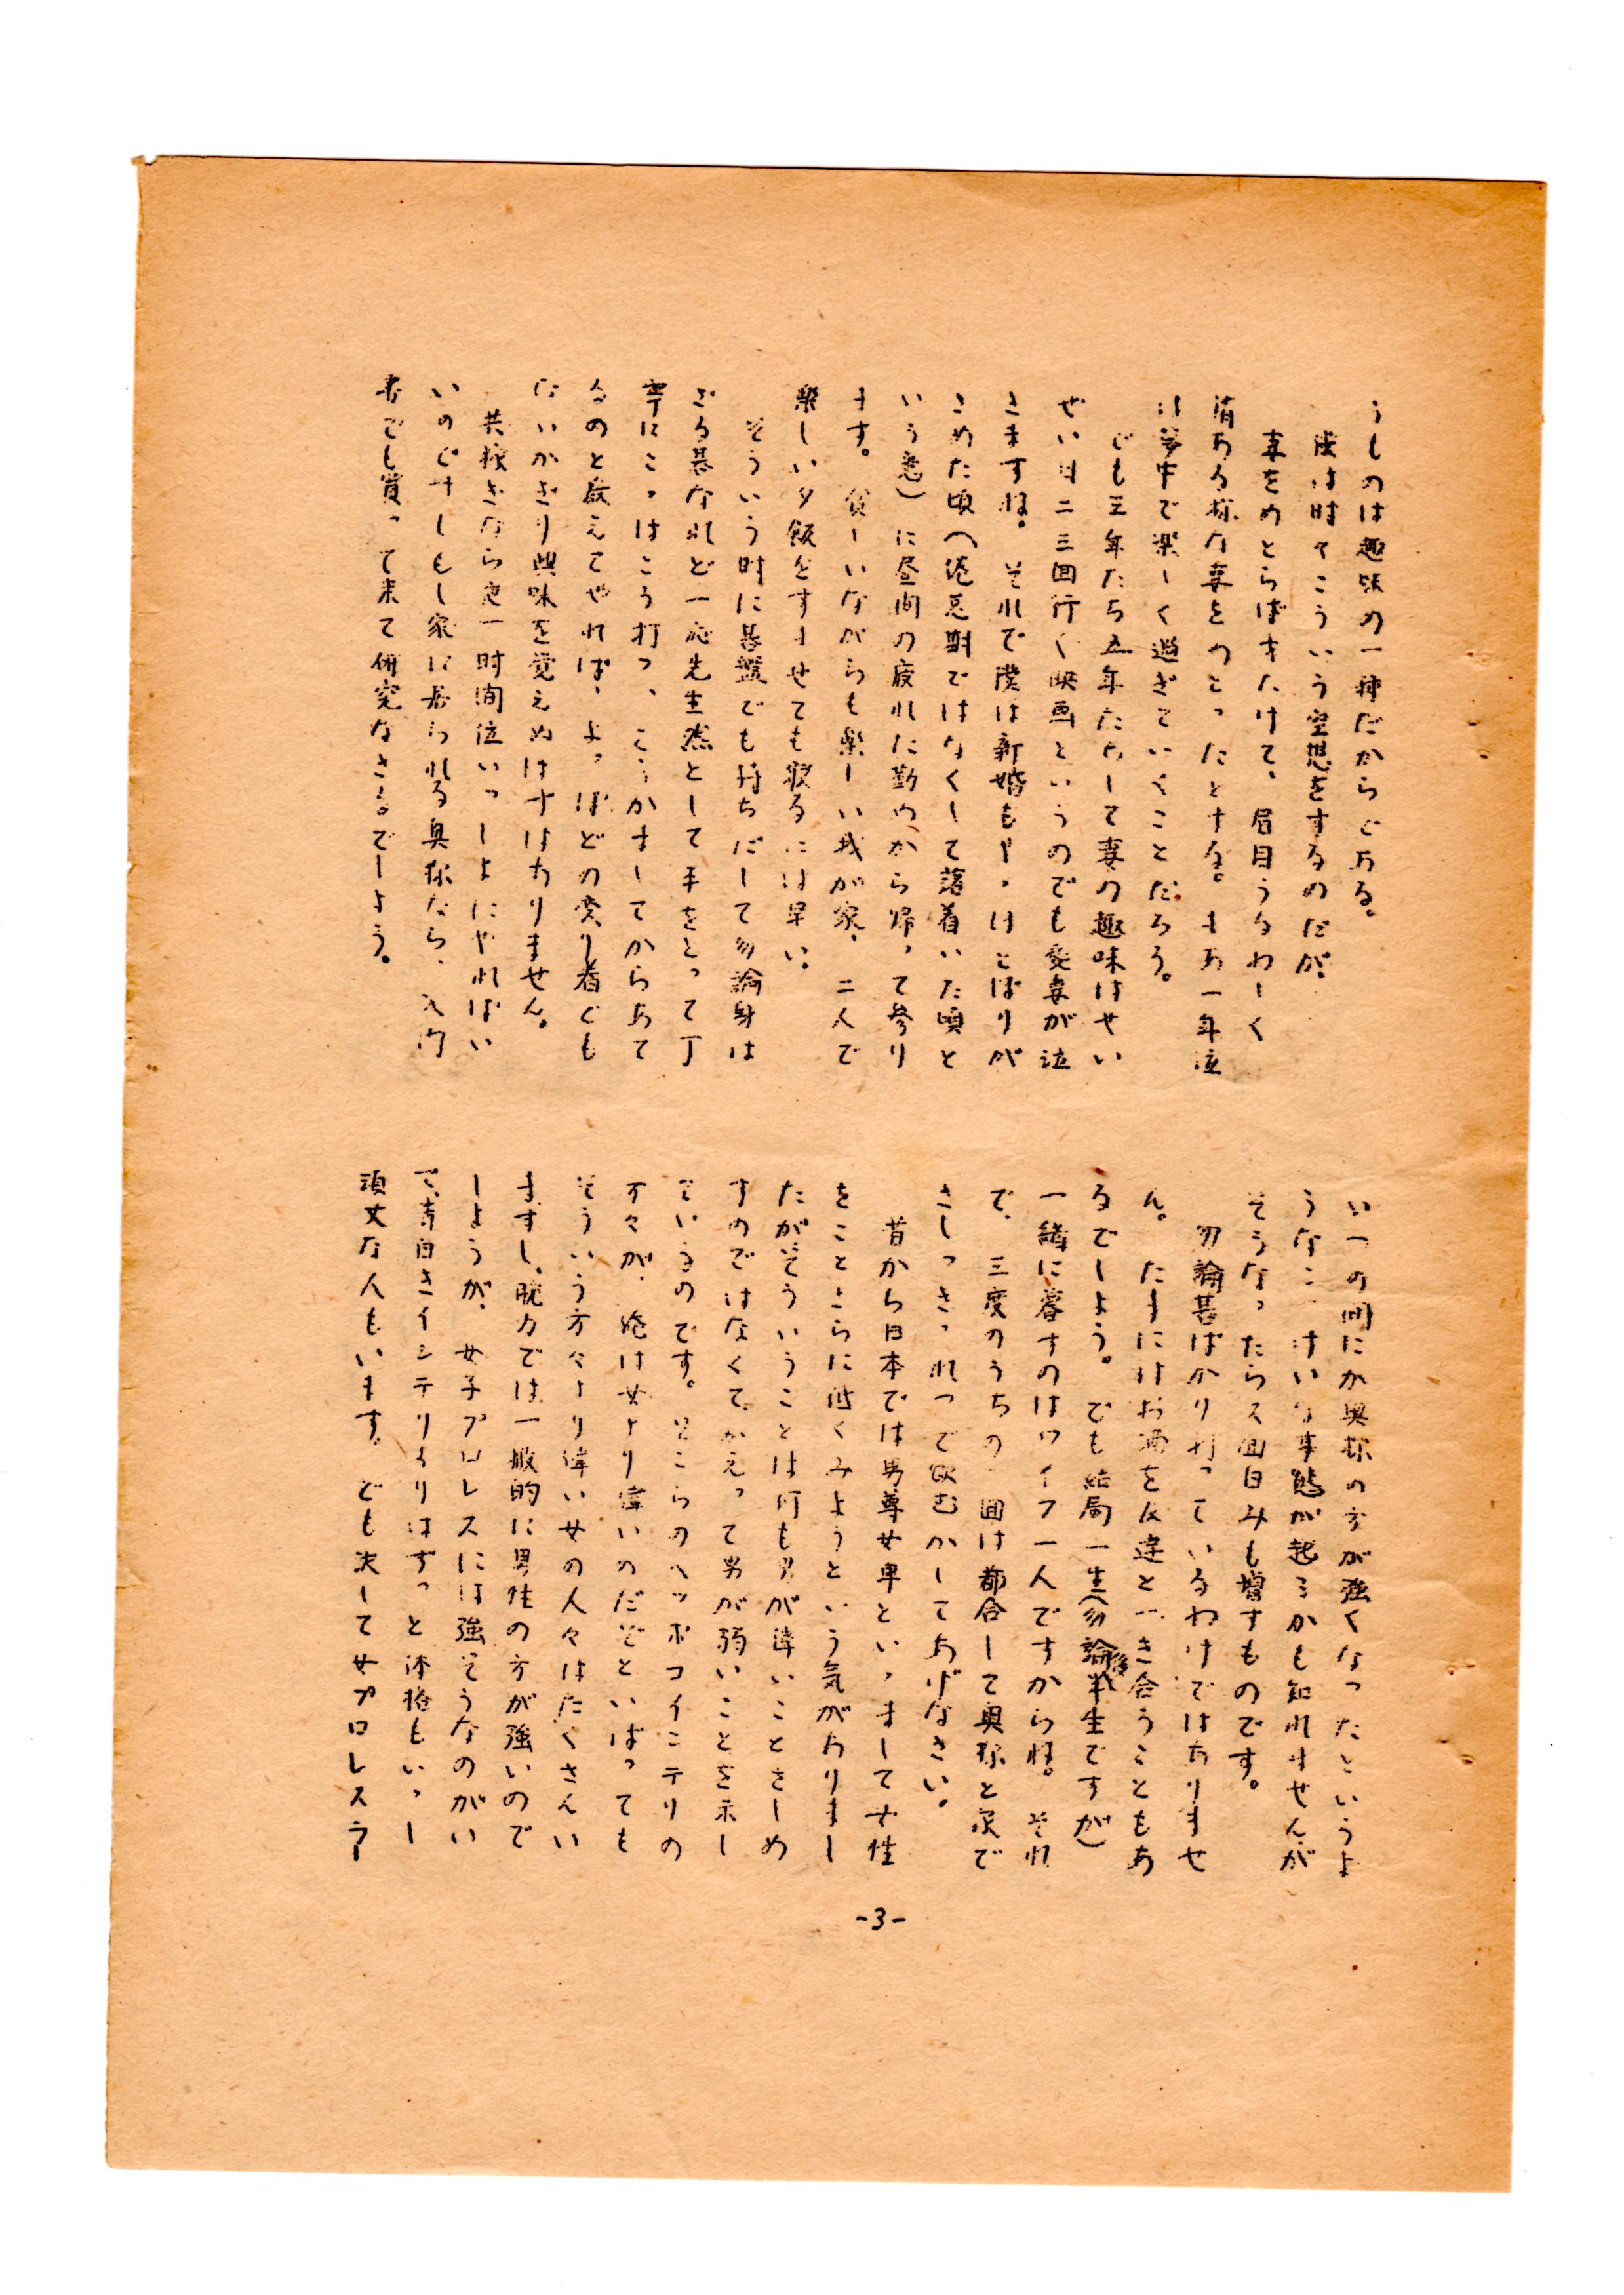 うものは趣味の一種だからである。
僕は時々こういう空想をするのだが、
妻をめとらば才たけて、眉目うるわしく
情ある様な妻をめとったとする。まあ一年位
は夢中で楽しく過ぎていくことだろう。
でも三年たち五年たちして妻の趣味はせい
ぜい月二三回行く映画というのでも愛妻が泣
きますね。それで僕は新婚もやっけとばりが
さめた頃(倦怠期ではなくして落着いた頃と
いう意)に昼間の疲れた勤めから帰って参り
ます。貧しいながらも楽しい我が家、二人で
楽しい夕飯をすませても寝るには早い。
そういう時に碁盤でも持ちだして勿論身は
ざる碁なれど一応先生然として手をとって丁
寧にこっはこう打つ、こうかましてからあて
るのと教えてやれば、よっぽどの変り者でも
ないかぎり興味を覚えぬはずはありません。
共稼ぎなら夜一時間位いっしよにやればい
いのですしもし家に居られる奥様なら、入門
書でも買って来て研究なさるでしよう。
いつの間にか奥様の方が強くなったというよ
うなこっけいな事態が起るかも知れませんが
そうなったら又面白みも増すものです。
勿論碁ばかり打っているわけではありませ
ん。たまにはお酒を友達とつき合うこともあ
るでしよう。でも結局一生(勿論後半生ですが)
一緒に暮すのはワイフ一人ですからね。それ
で、三度のうちの一回は都合して奥様と家で
さしつさゝれつで飲むかしてあげなさい。
昔から日本では男尊女卑といつまして女性
をことさらに低くみようという気がありまし
たがそういうことは何も男が偉いことをしめ
すのではなくて、かえって男が弱いことを示し
ているのです。そこらのヘッポコインテリの
方々が、俺は女より偉いのだぞといばっても
そういう方々より偉い女の人々はたくさんい
ますし、腕力では一般的に男性の方が強いので
しようが、女子プロレスには強そうなのがい
て、青白きインテリよりはずっと体格もいゝし
頑丈な人もいます。でも決して女プロレスラー
-3-